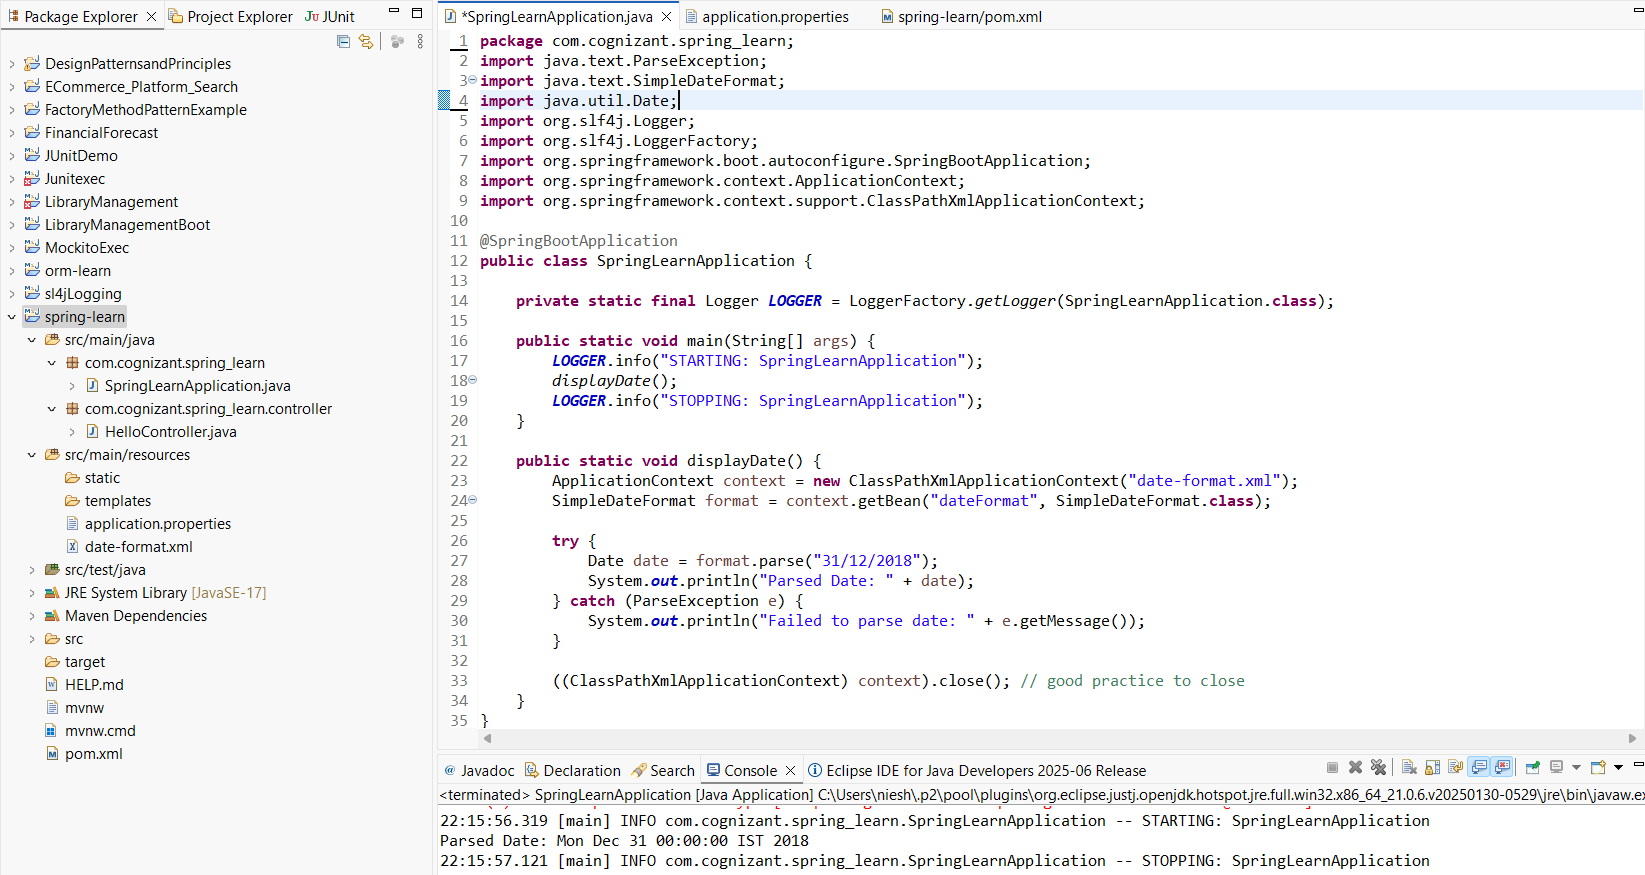 Package Explorer
Project Explorer
JUnit
DesignPatternsandPrinciples
ECommerce_Platform_Search
FactoryMethodPatternExample
FinancialForecast
JUnitDemo
Junitexec
LibraryManagement
LibraryManagementBoot
MockitoExec
orm-learn
sl4jLogging
spring-learn
src/main/java
com.cognizant.spring_learn
SpringLearnApplication.java
com.cognizant.spring_learn.controller
HelloController.java
src/main/resources
static
templates
application.properties
date-format.xml
src/test/java
JRE System Library [JavaSE-17]
Maven Dependencies
src
target
HELP.md
mvnw
mvnw.cmd
pom.xml
*SpringLearnApplication.java
application.properties
spring-learn/pom.xml
1 package com.cognizant.spring_learn;
2 import java.text.ParseException;
3 import java.text.SimpleDateFormat;
4 import java.util.Date;
5 import org.slf4j.Logger;
6 import org.slf4j.LoggerFactory;
7 import org.springframework.boot.autoconfigure.SpringBootApplication;
8 import org.springframework.context.ApplicationContext;
9 import org.springframework.context.support.ClassPathXmlApplicationContext;
10
11 @SpringBootApplication
12 public class SpringLearnApplication {
13
14     private static final Logger LOGGER = LoggerFactory.getLogger(SpringLearnApplication.class);
15
16     public static void main(String[] args) {
17         LOGGER.info("STARTING: SpringLearnApplication");
18         displayDate();
19         LOGGER.info("STOPPING: SpringLearnApplication");
20     }
21
22     public static void displayDate() {
23         ApplicationContext context = new ClassPathXmlApplicationContext("date-format.xml");
24         SimpleDateFormat format = context.getBean("dateFormat", SimpleDateFormat.class);
25
26         try {
27             Date date = format.parse("31/12/2018");
28             System.out.println("Parsed Date: " + date);
29         } catch (ParseException e) {
30             System.out.println("Failed to parse date: " + e.getMessage());
31         }
32
33         ((ClassPathXmlApplicationContext) context).close(); // good practice to close
34     }
35 }
@ Javadoc
Declaration
Search
Console
Eclipse IDE for Java Developers 2025-06 Release
<terminated> SpringLearnApplication [Java Application] C:\Users\niesh\.p2\pool\plugins\org.eclipse.justj.openjdk.hotspot.jre.full.win32.x86_64_21.0.6.v20250130-0529\jre\bin\javaw.ex
22:15:56.319 [main] INFO com.cognizant.spring_learn.SpringLearnApplication -- STARTING: SpringLearnApplication
Parsed Date: Mon Dec 31 00:00:00 IST 2018
22:15:57.121 [main] INFO com.cognizant.spring_learn.SpringLearnApplication -- STOPPING: SpringLearnApplication